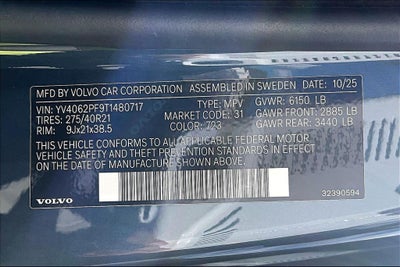 MFD BY VOLVO CAR CORPORATION ASSEMBLED IN SWEDEN DATE: 10/25
VIN: YV4062PF9T1480717 TYPE: MPV GVWR: 6150 LB
TIRES: 275/40R21 MARKET CODE: 31 GAWR FRONT: 2885 LB
RIM: 9Jx21x38.5 COLOR: 723 GAWR REAR: 3440 LB
THIS VEHICLE CONFORMS TO ALL APPLICABLE FEDERAL MOTOR
VEHICLE SAFETY, BUMPER, AND THEFT PREVENTION STANDARDS IN EFFECT
ON THE DATE OF MANUFACTURE SHOWN ABOVE.
VOLVO 32390594